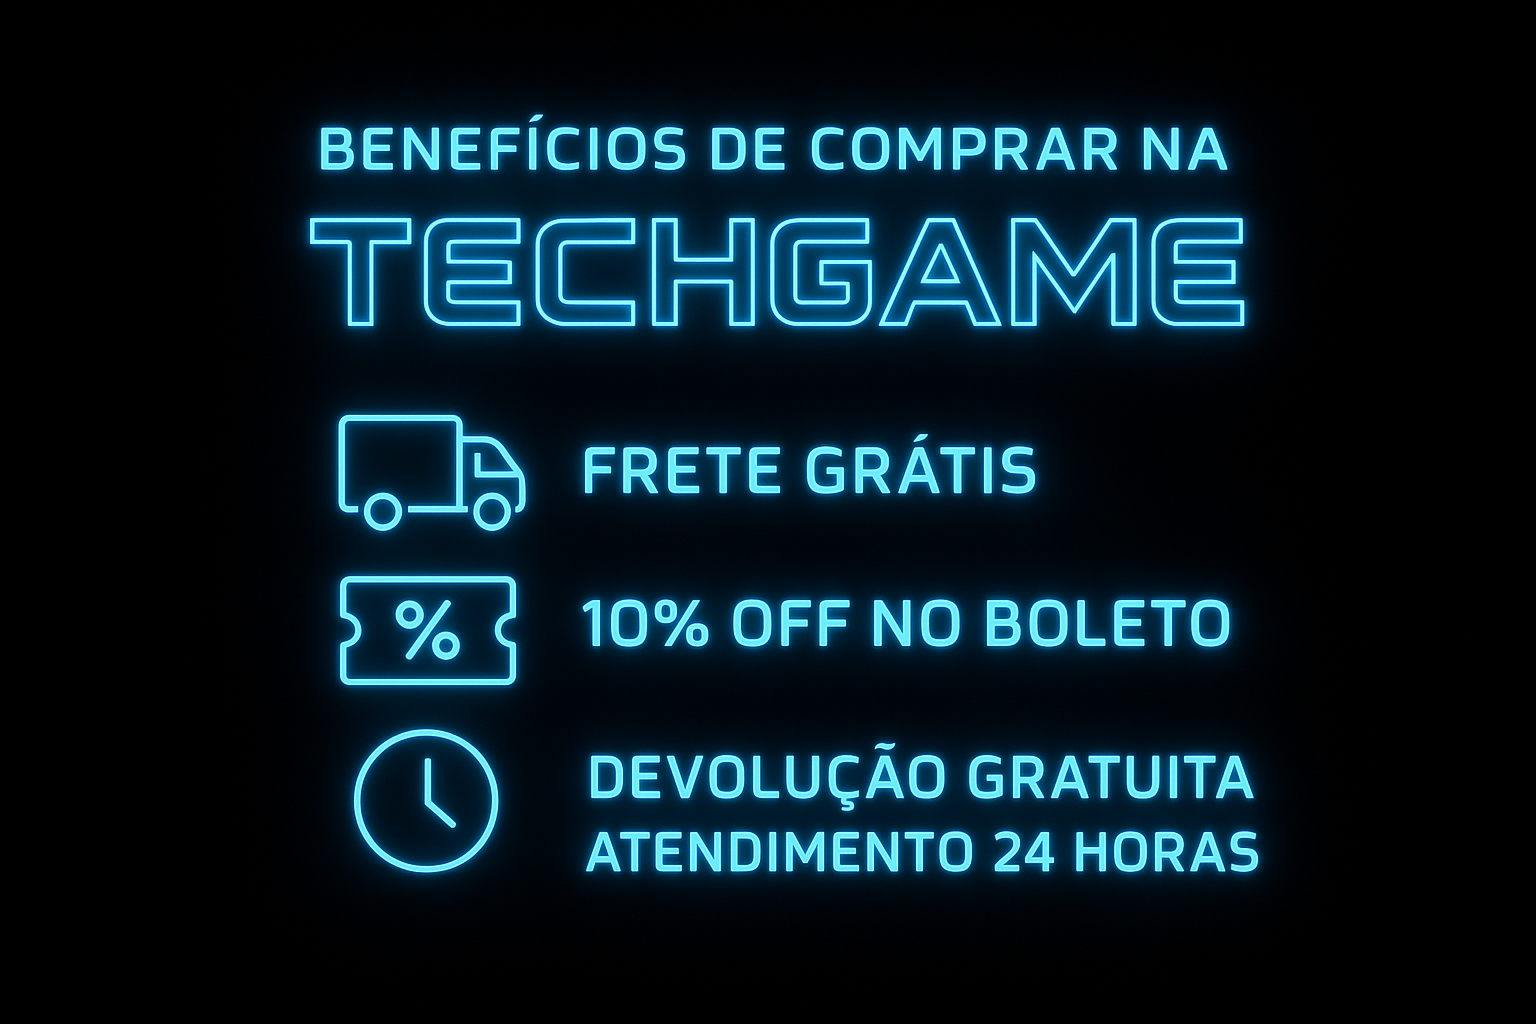 BENEFÍCIOS DE COMPRAR NA
TECHGAME
FRETE GRÁTIS
%
10% OFF NO BOLETO
DEVOLUÇÃO GRATUITA
ATENDIMENTO 24 HORAS